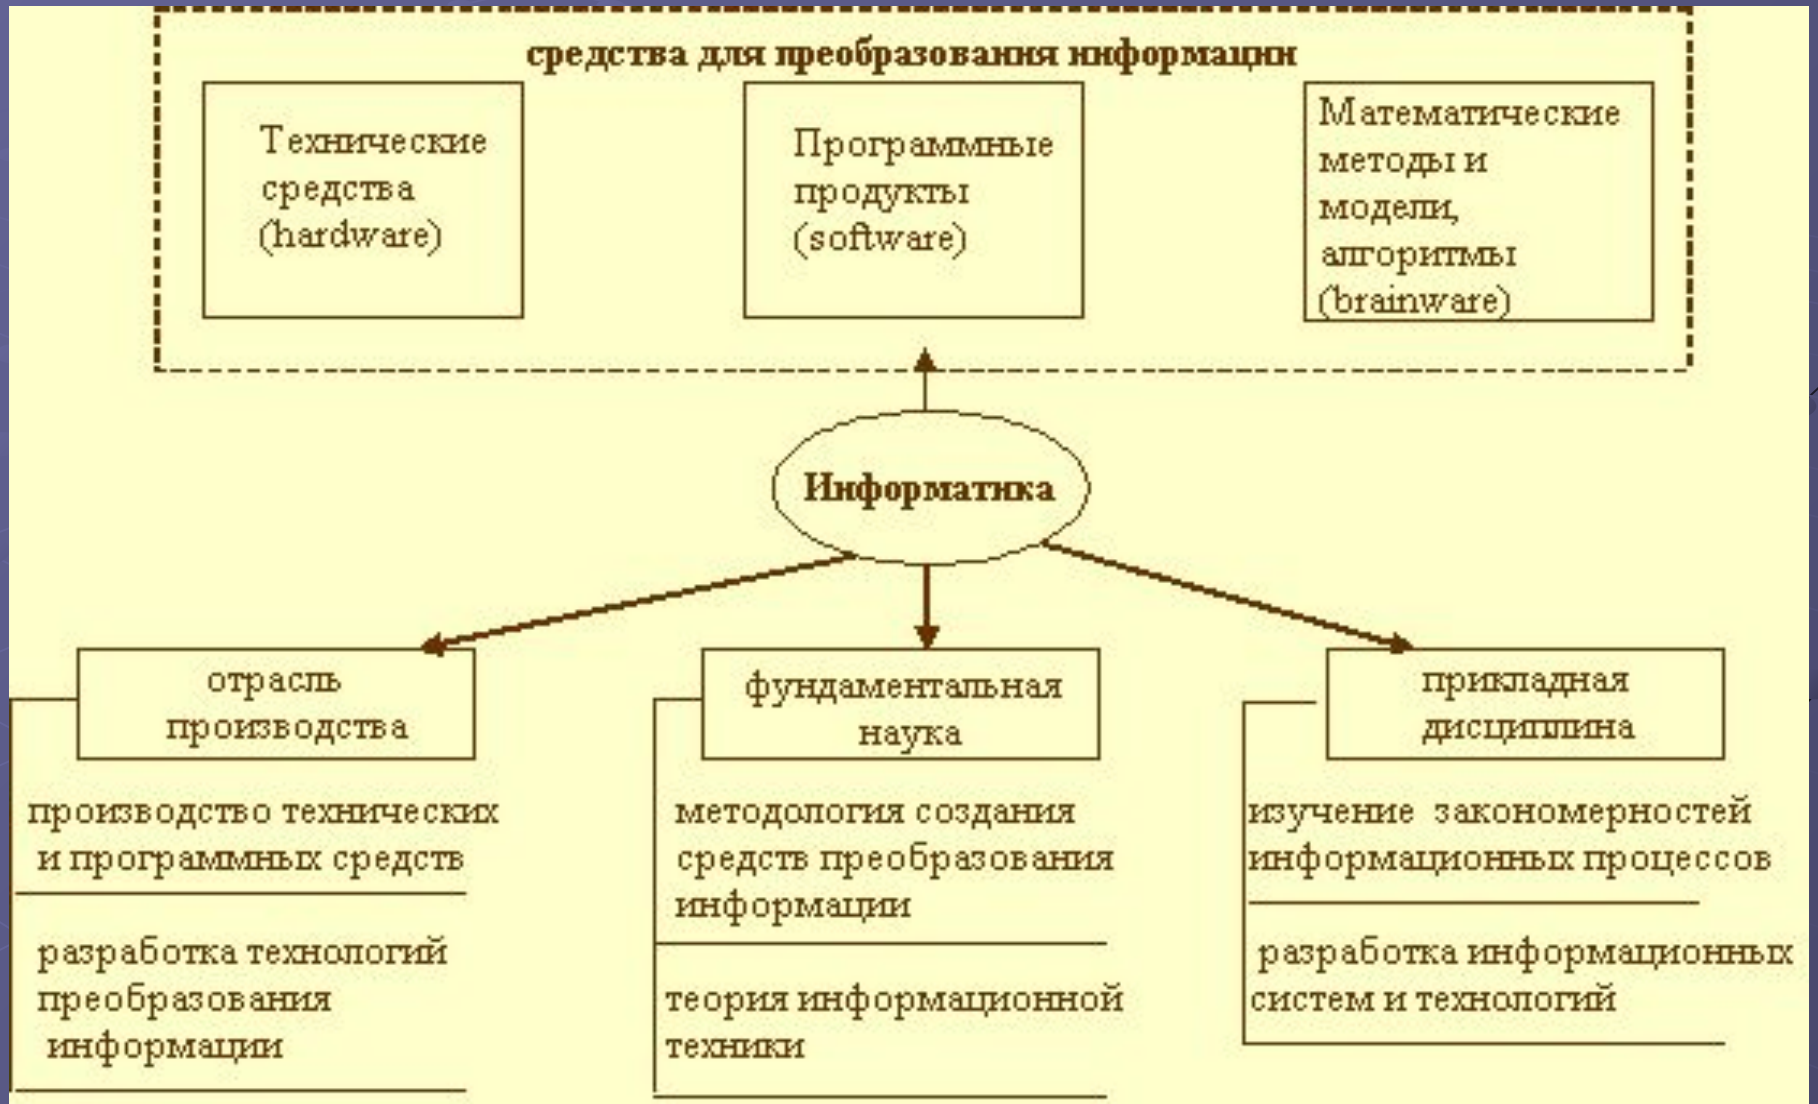 средства для преобразования информации
Технические
средства
(hardware)
Программные
продукты
(software)
Математические
методы и
модели,
алгоритмы
(brainware)
Информатика
отрасль
производства
производство технических
и программных средств
разработка технологий
преобразования
информации
фундаментальная
наука
методология создания
средств преобразования
информации
теория информационной
техники
прикладная
дисциплина
изучение закономерностей
информационных процессов
разработка информационных
систем и технологий